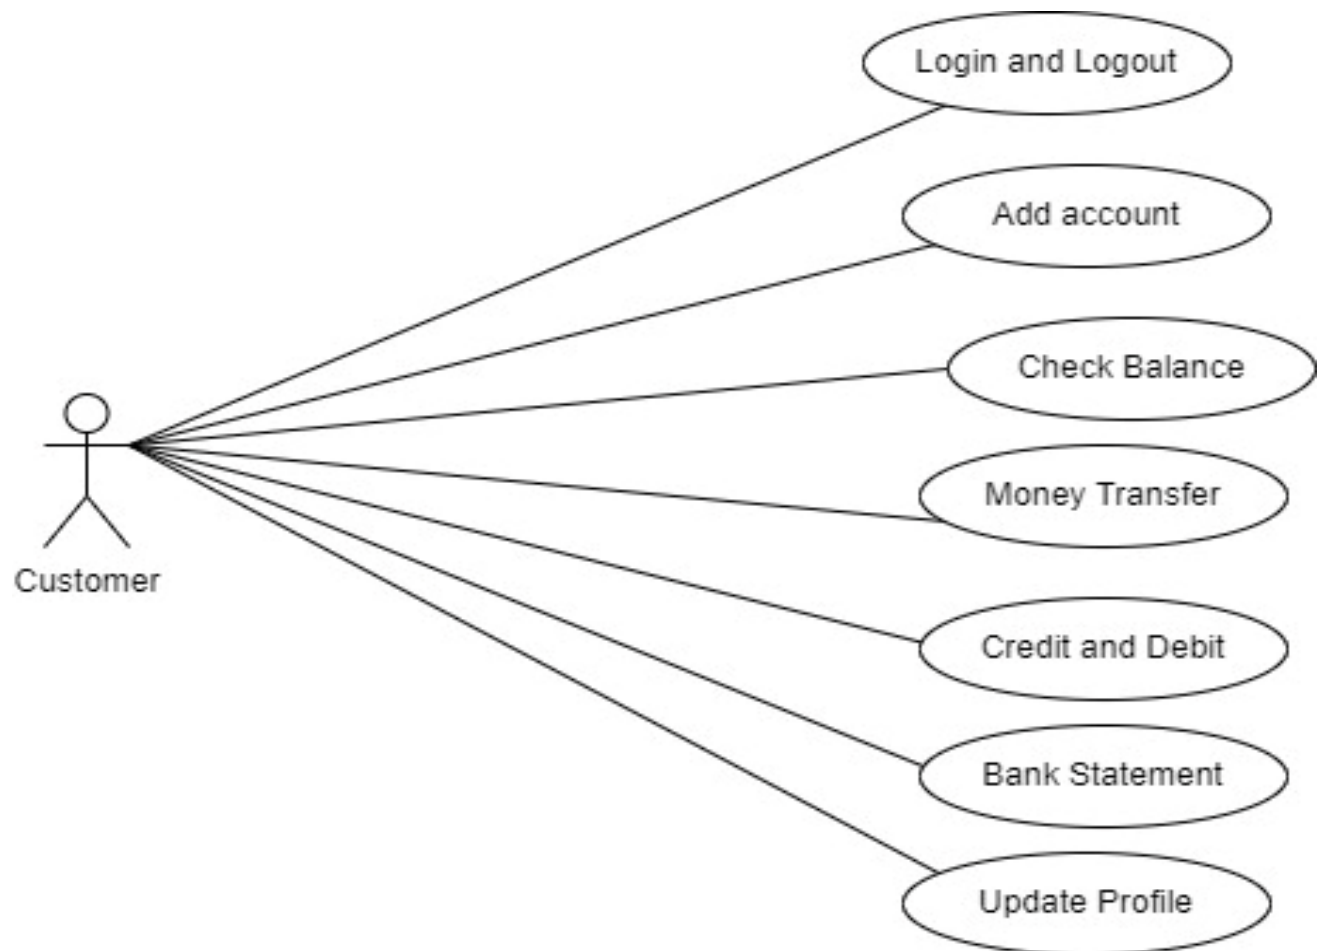 Login and Logout
Add account
Check Balance
Money Transfer
Customer
Credit and Debit
Bank Statement
Update Profile